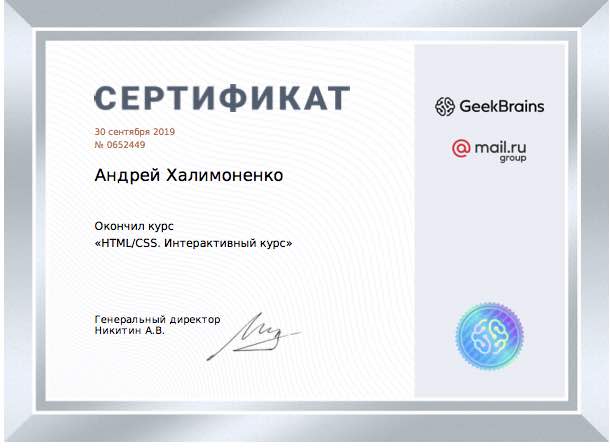 СЕРТИФИКАТ
30 сентября 2019
№ 0652449
Андрей Халимоненко
Окончил курс
«HTML/CSS. Интерактивный курс»
Генеральный директор
Никитин А.В.
GeekBrains
@mail.ru
group